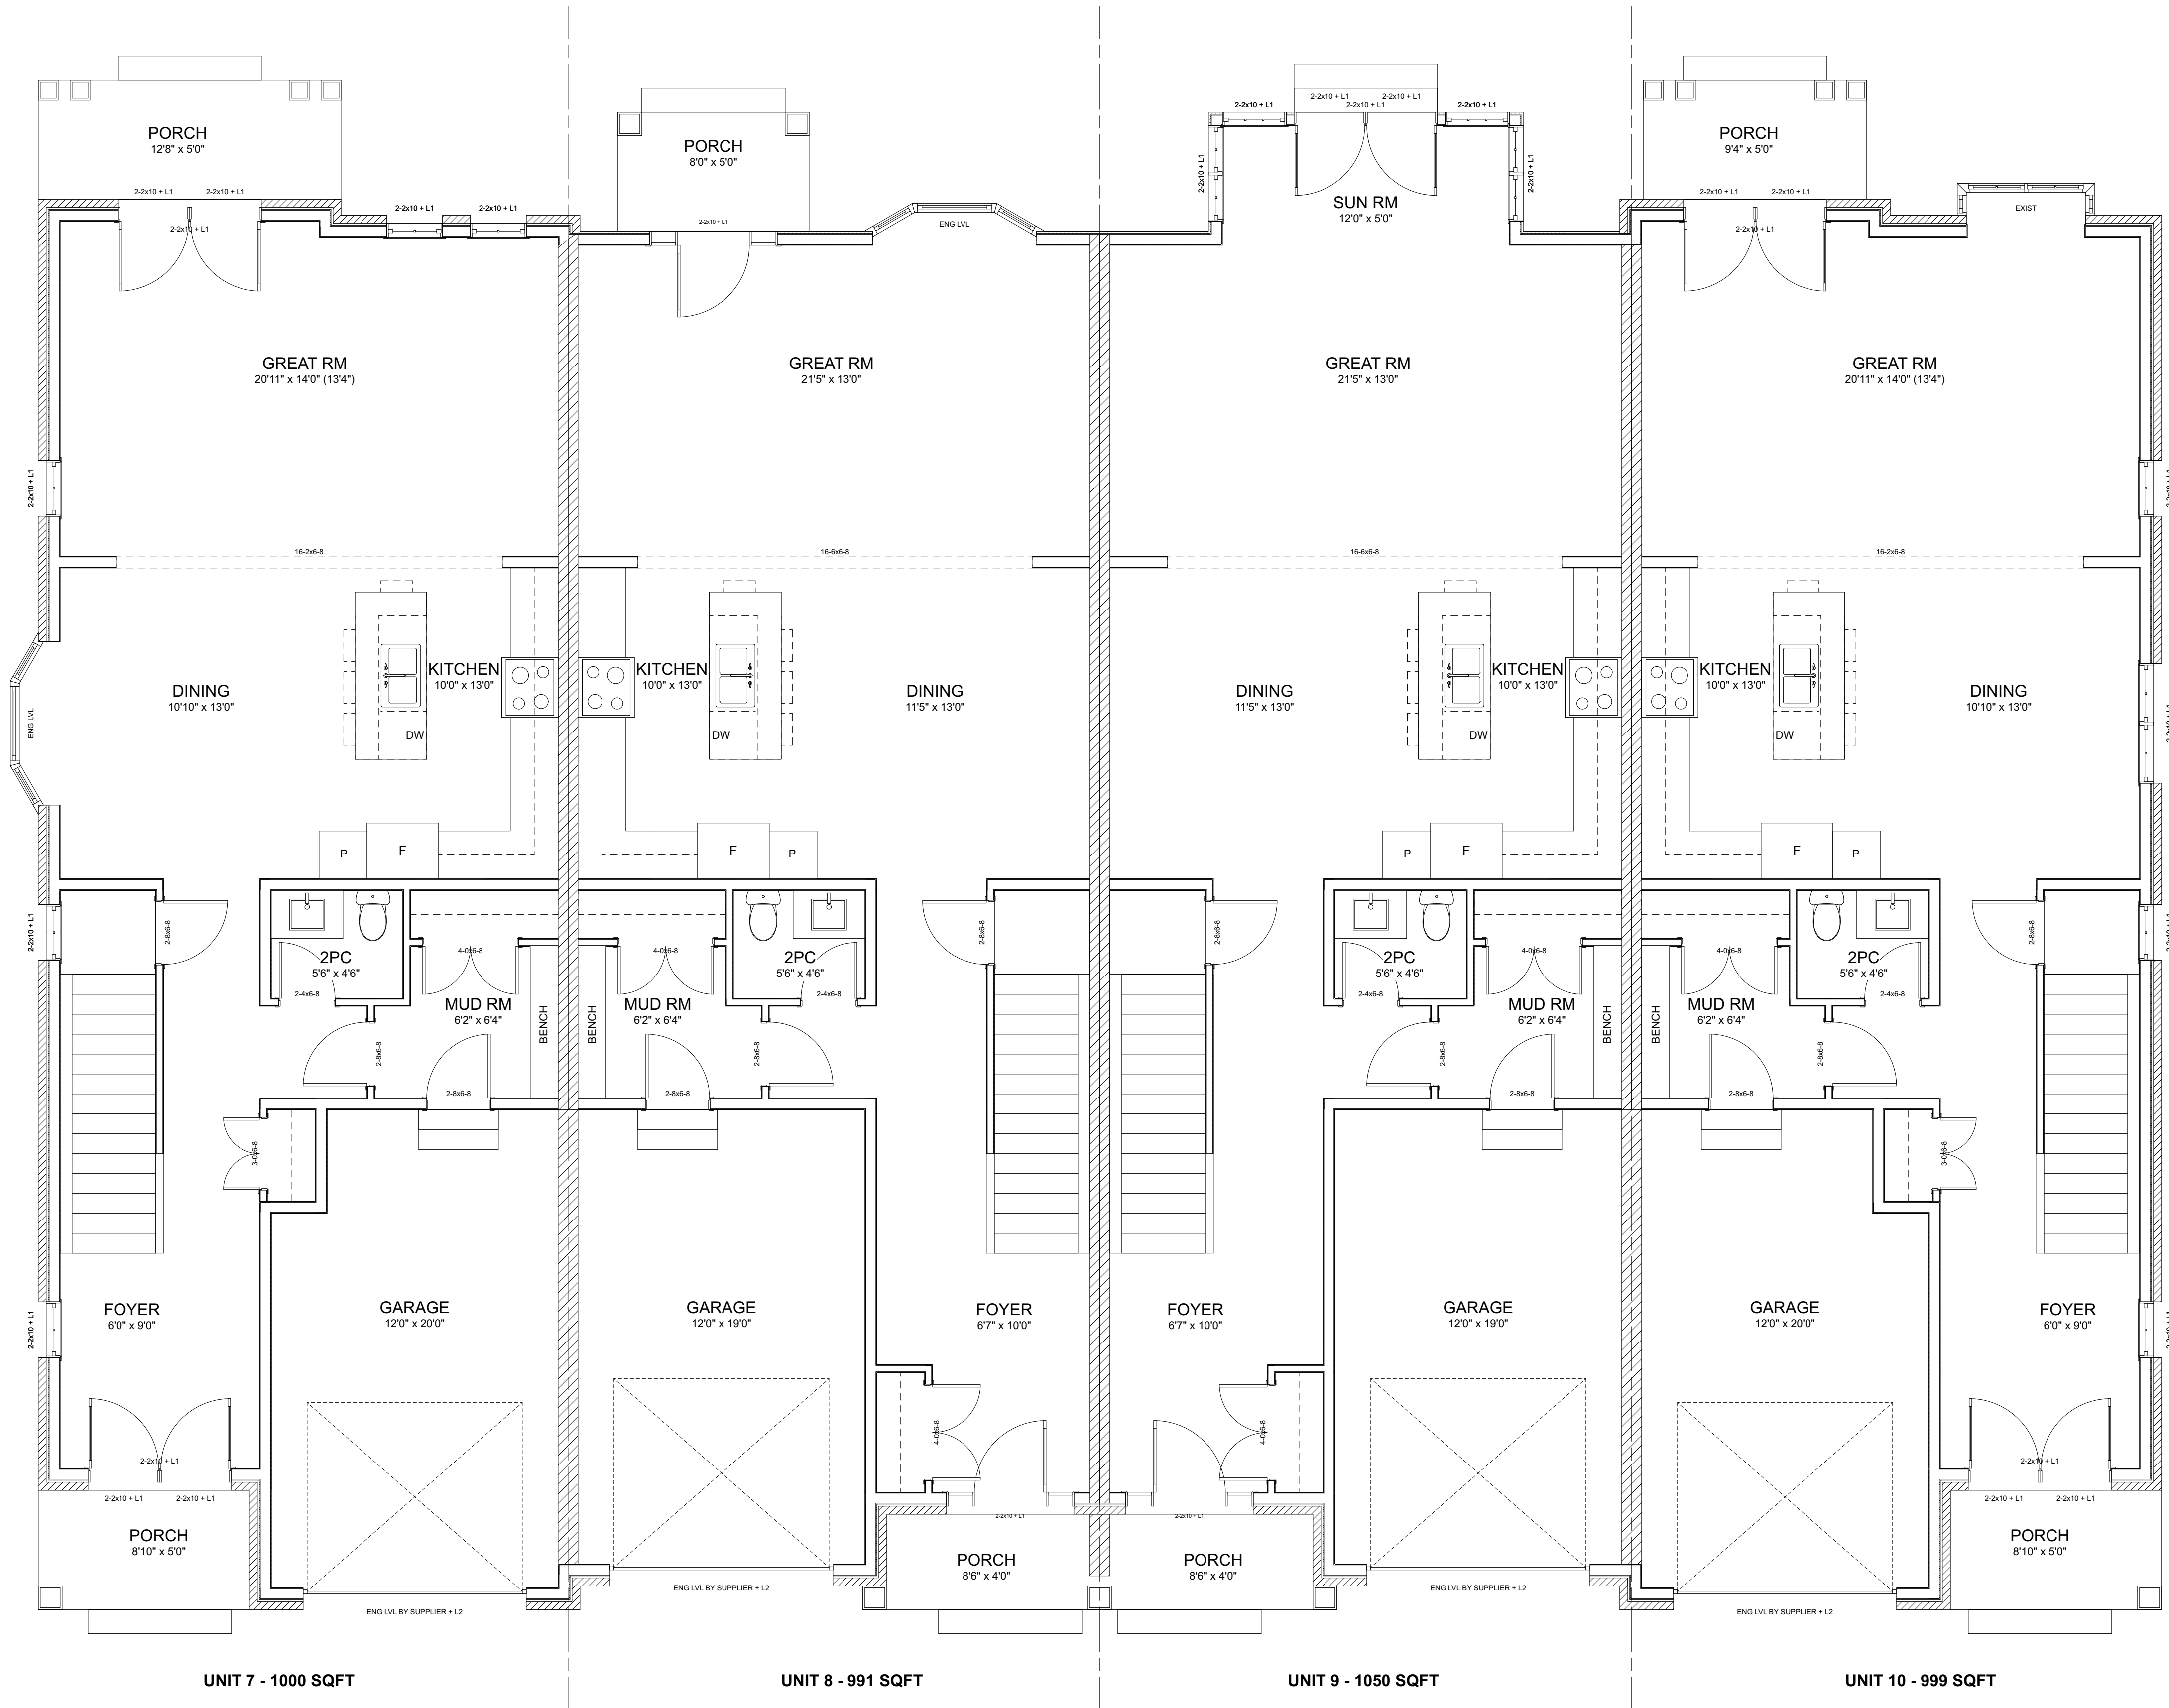 PORCH
12'8" x 5'0"
2-2x10 + L1
2-2x10 + L1
2-2x10 + L1
2-2x10 + L1
2-2x10 + L1
GREAT RM
20'11" x 14'0" (13'4")
2-2x10 + L1
16-2x6-8
DINING
10'10" x 13'0"
KITCHEN
10'0" x 13'0"
DW
ENG LVL
P
F
2-2x10 + L1
2-8x6-8
2PC
5'6" x 4'6"
2-4x6-8
4-0x6-8
MUD RM
6'2" x 6'4"
BENCH
2-8x6-8
2-8x6-8
3-0x6-8
FOYER
6'0" x 9'0"
2-2x10 + L1
GARAGE
12'0" x 20'0"
2-2x10 + L1
2-2x10 + L1
2-2x10 + L1
PORCH
8'10" x 5'0"
ENG LVL BY SUPPLIER + L2
UNIT 7 - 1000 SQFT
PORCH
8'0" x 5'0"
2-2x10 + L1
ENG LVL
GREAT RM
21'5" x 13'0"
16-6x6-8
KITCHEN
10'0" x 13'0"
DW
DINING
11'5" x 13'0"
F
P
4-0x6-8
2PC
5'6" x 4'6"
2-4x6-8
2-8x6-8
MUD RM
6'2" x 6'4"
BENCH
2-8x6-8
2-8x6-8
GARAGE
12'0" x 19'0"
FOYER
6'7" x 10'0"
4-0x6-8
2-2x10 + L1
PORCH
8'6" x 4'0"
ENG LVL BY SUPPLIER + L2
UNIT 8 - 991 SQFT
2-2x10 + L1
2-2x10 + L1
2-2x10 + L1
2-2x10 + L1
2-2x10 + L1
2-2x10 + L1
2-2x10 + L1
SUN RM
12'0" x 5'0"
GREAT RM
21'5" x 13'0"
16-6x6-8
DINING
11'5" x 13'0"
KITCHEN
10'0" x 13'0"
DW
P
F
2-8x6-8
2PC
5'6" x 4'6"
2-4x6-8
4-0x6-8
MUD RM
6'2" x 6'4"
BENCH
2-8x6-8
2-8x6-8
FOYER
6'7" x 10'0"
GARAGE
12'0" x 19'0"
4-0x6-8
2-2x10 + L1
PORCH
8'6" x 4'0"
ENG LVL BY SUPPLIER + L2
UNIT 9 - 1050 SQFT
PORCH
9'4" x 5'0"
2-2x10 + L1
2-2x10 + L1
2-2x10 + L1
EXIST
GREAT RM
20'11" x 14'0" (13'4")
2-2x10 + L1
16-2x6-8
KITCHEN
10'0" x 13'0"
DW
DINING
10'10" x 13'0"
2-2x10 + L1
F
P
4-0x6-8
2PC
5'6" x 4'6"
2-4x6-8
2-8x6-8
2-2x10 + L1
MUD RM
6'2" x 6'4"
BENCH
2-8x6-8
2-8x6-8
3-0x6-8
GARAGE
12'0" x 20'0"
FOYER
6'0" x 9'0"
2-2x10 + L1
2-2x10 + L1
2-2x10 + L1
2-2x10 + L1
PORCH
8'10" x 5'0"
ENG LVL BY SUPPLIER + L2
UNIT 10 - 999 SQFT